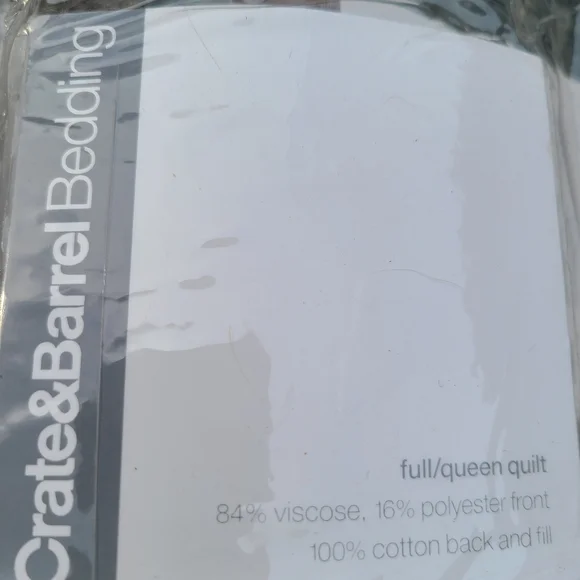 Crate&Barrel Bedding
full/queen quilt
84% viscose, 16% polyester front
100% cotton back and fill